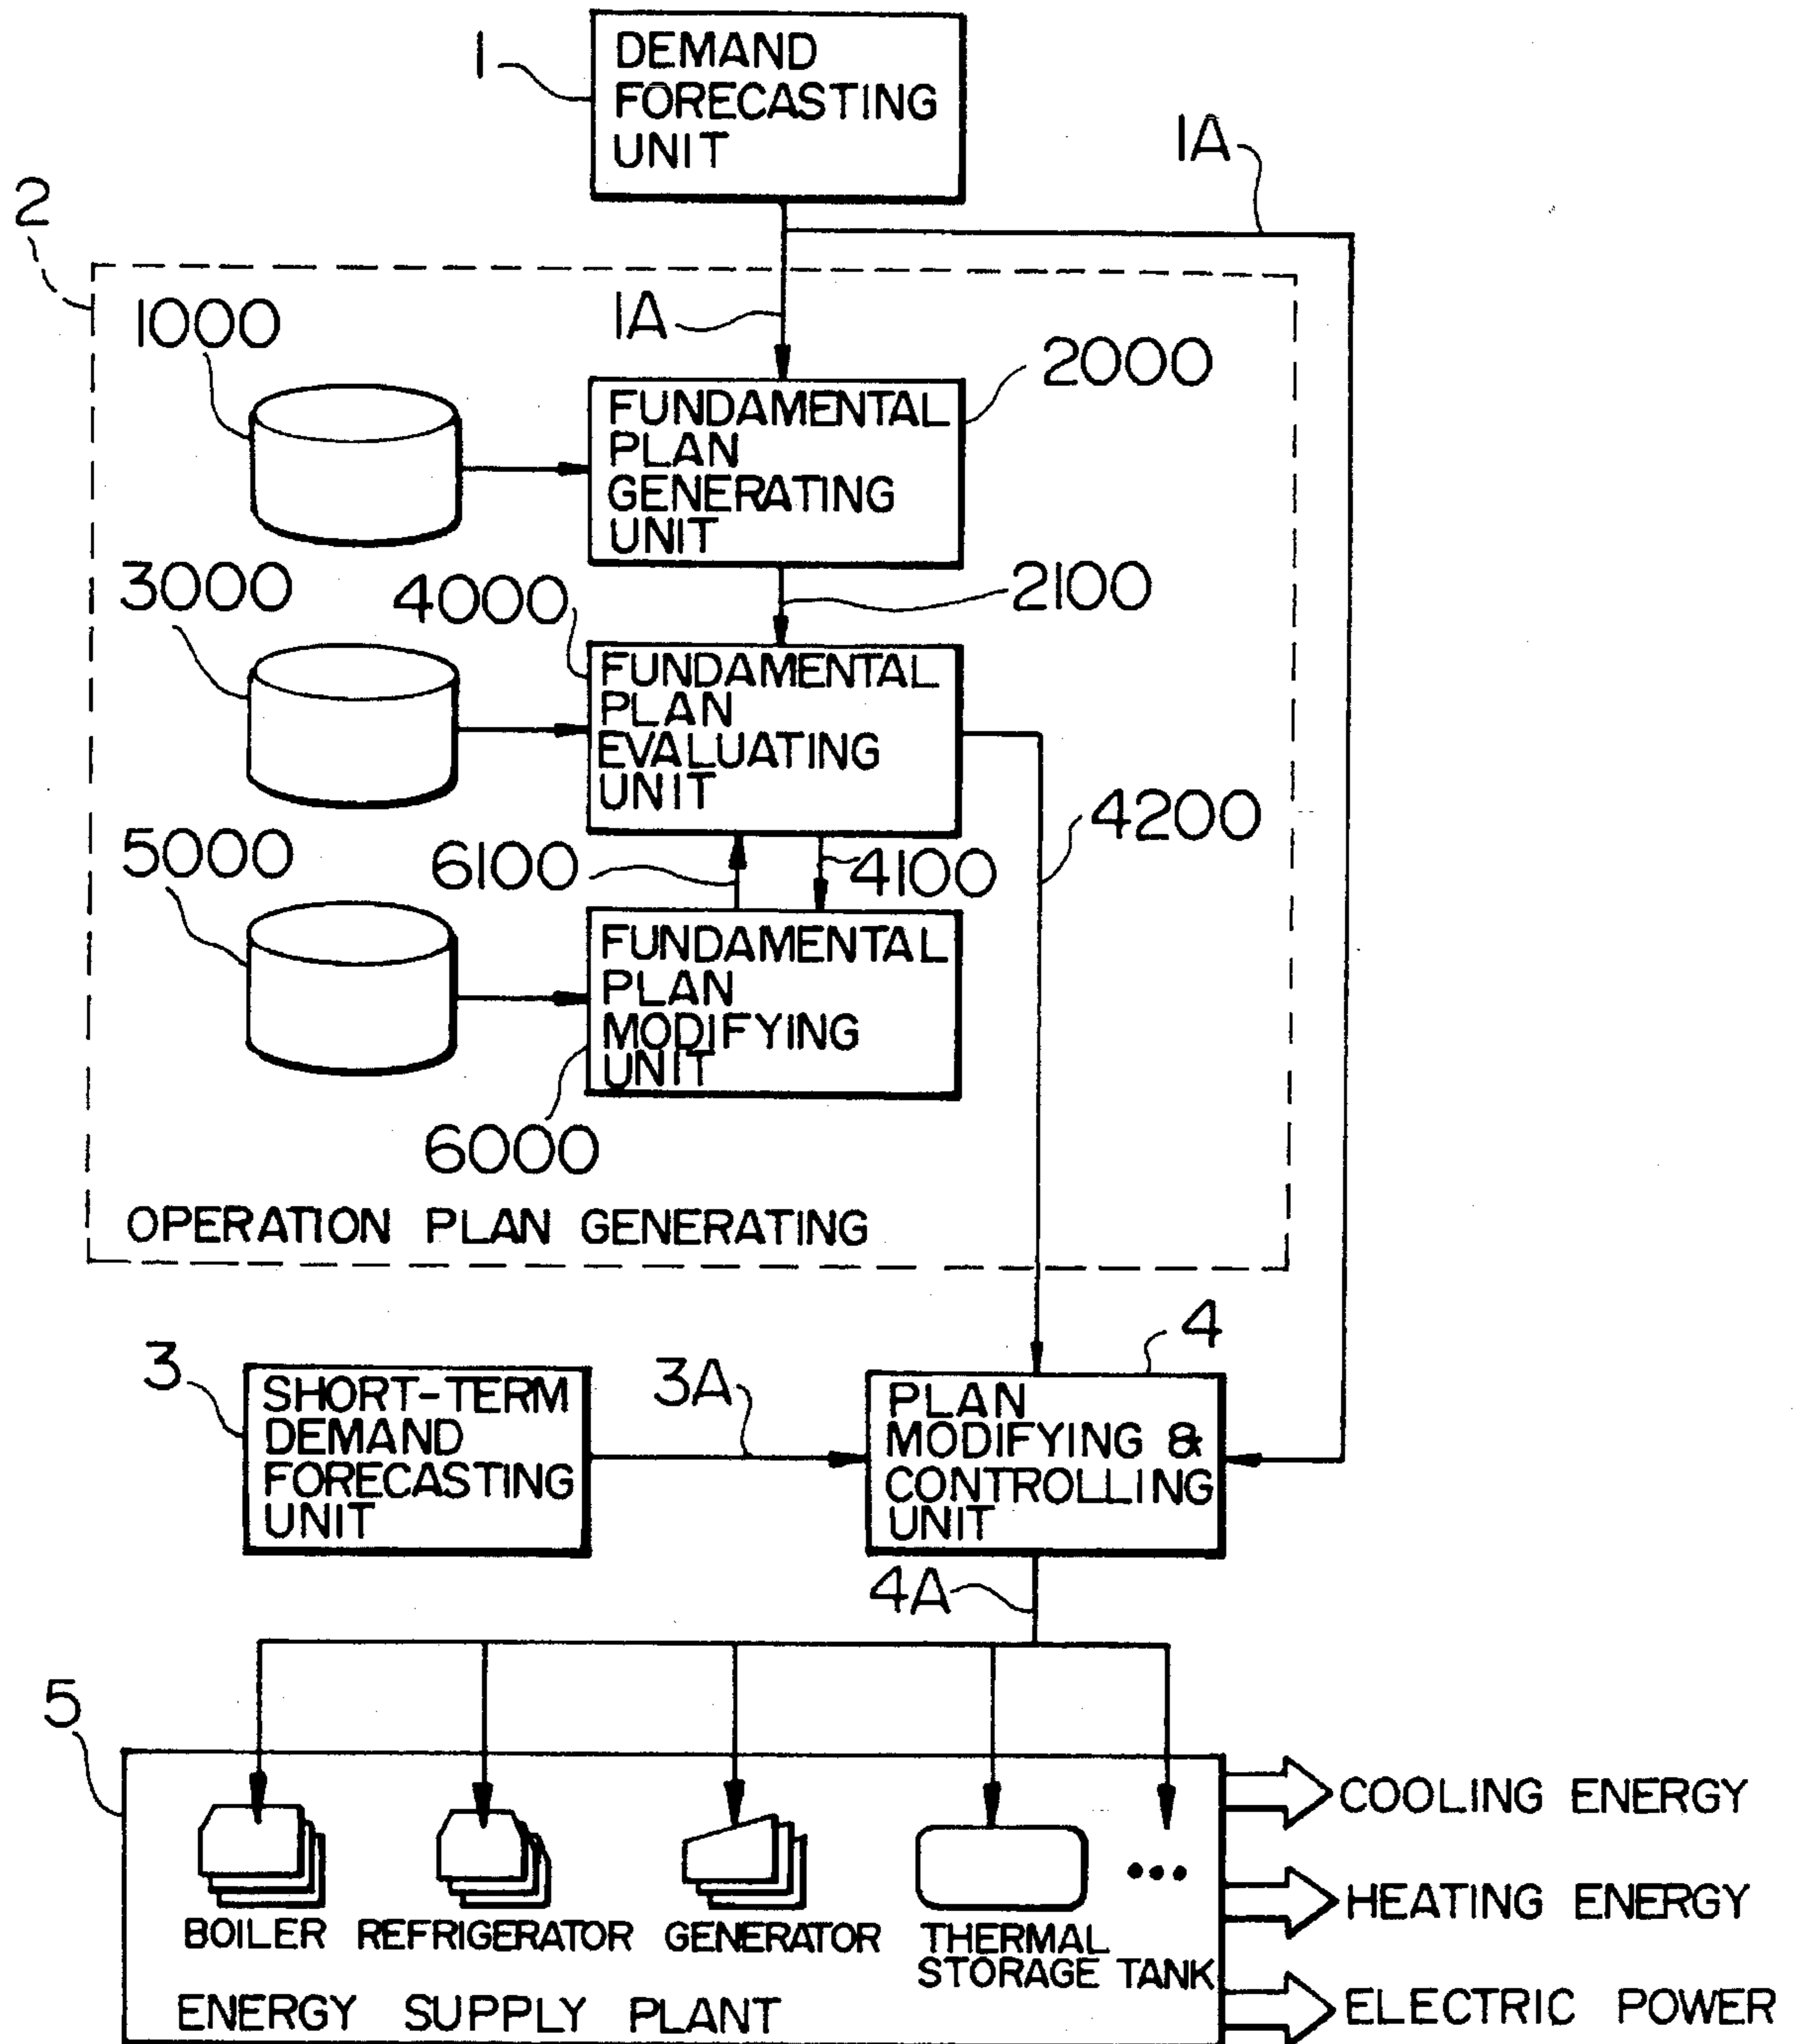 1
DEMAND
FORECASTING
UNIT
1A
2
1000
1A
2000
FUNDAMENTAL
PLAN
GENERATING
UNIT
3000
4000
2100
FUNDAMENTAL
PLAN
EVALUATING
UNIT
4200
5000
6100
4100
FUNDAMENTAL
PLAN
MODIFYING
UNIT
6000
OPERATION PLAN GENERATING
3
SHORT-TERM
DEMAND
FORECASTING
UNIT
3A
4
PLAN
MODIFYING &
CONTROLLING
UNIT
4A
5
BOILER
REFRIGERATOR
GENERATOR
THERMAL
STORAGE TANK
•••
ENERGY SUPPLY PLANT
COOLING ENERGY
HEATING ENERGY
ELECTRIC POWER